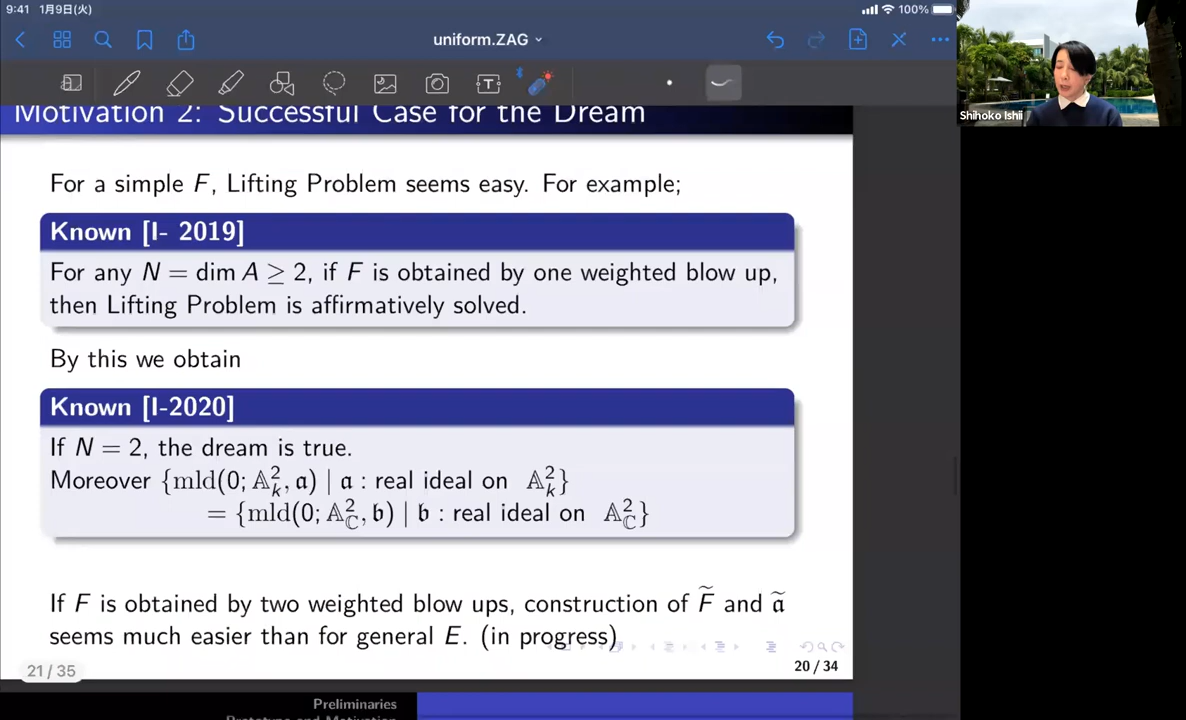 9:41 1月9日(火)
100%
uniform.ZAG
T
Motivation 2: Successful Case for the Dream
Shihoko Ishii
For a simple F, Lifting Problem seems easy. For example;
Known [I- 2019]
For any N = dim A ≥ 2, if F is obtained by one weighted blow up,
then Lifting Problem is affirmatively solved.
By this we obtain
Known [I-2020]
If N = 2, the dream is true.
Moreover {mld(0; 𝔸²ₖ, 𝔞) | 𝔞 : real ideal on 𝔸²ₖ}
= {mld(0; 𝔸²_ℂ, 𝔟) | 𝔟 : real ideal on 𝔸²_ℂ}
If F is obtained by two weighted blow ups, construction of F̃ and 𝔞̃
seems much easier than for general E. (in progress)
21 / 35
20 / 34
Preliminaries
Prototype and Motivation